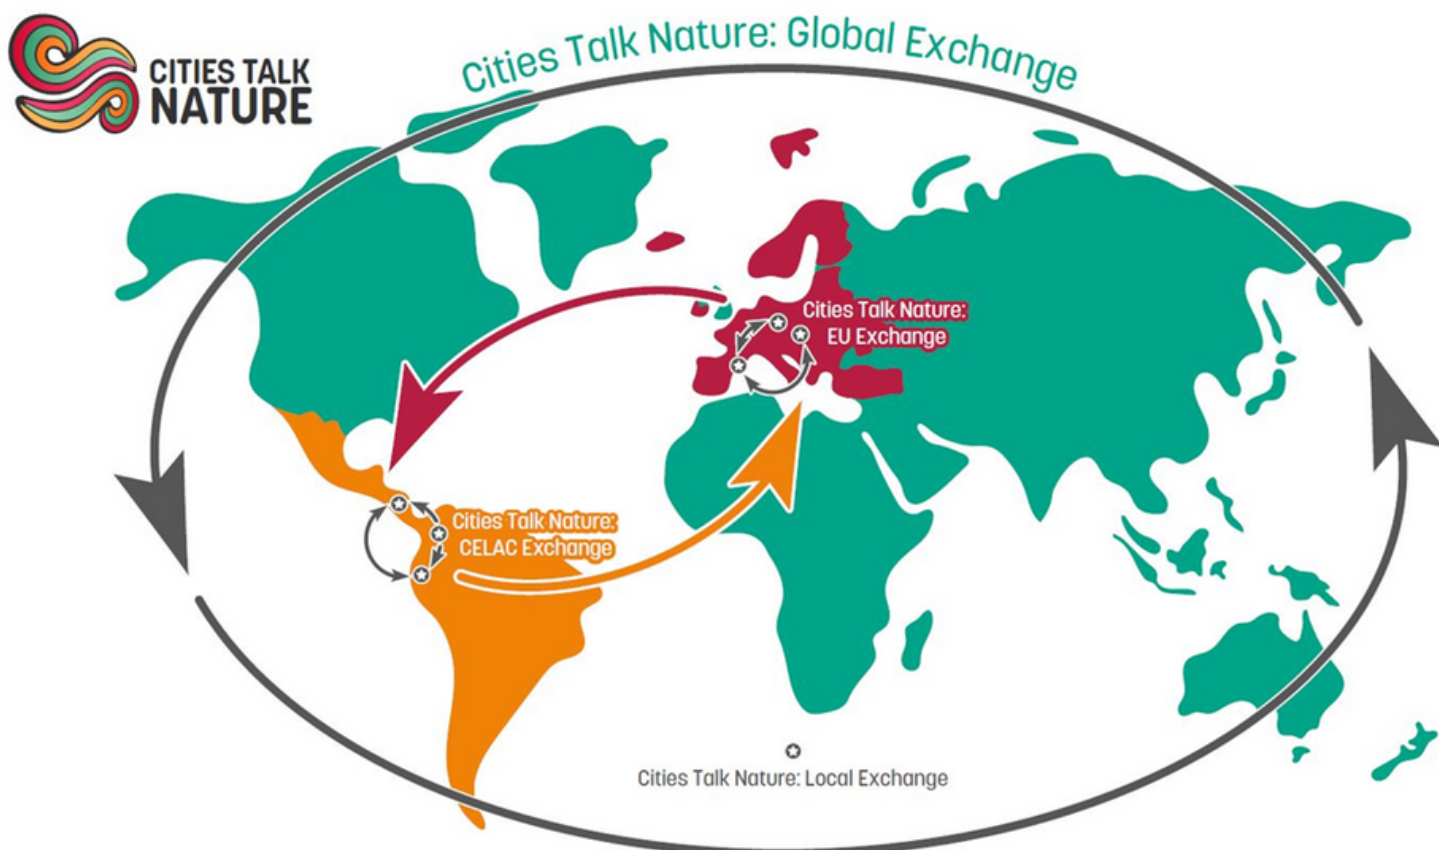 CITIES TALK
NATURE
Cities Talk Nature: Global Exchange
Cities Talk Nature:
EU Exchange
Cities Talk Nature:
CELAC Exchange
Cities Talk Nature: Local Exchange